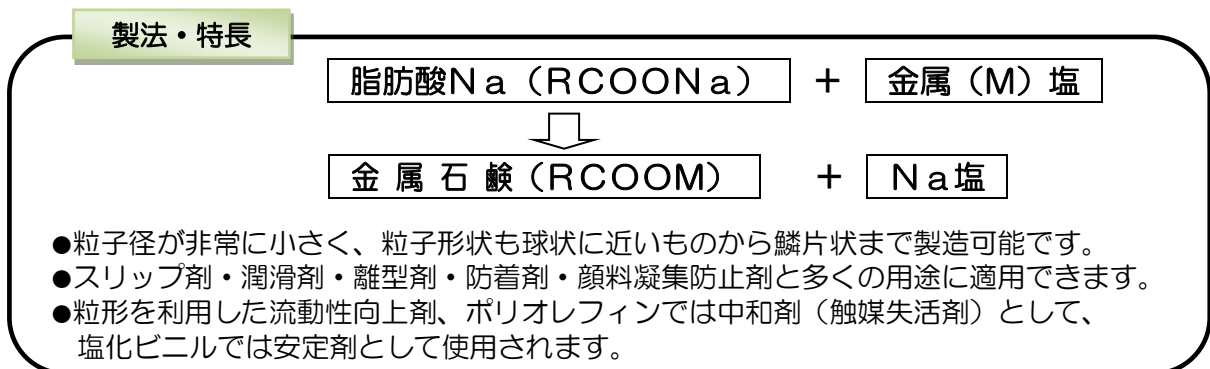 製法・特長
脂肪酸Ｎａ（ＲＣＯＯＮａ） ＋ 金属（Ｍ）塩
金 属 石 鹸（ＲＣＯＯＭ） ＋ Ｎａ塩
●粒子径が非常に小さく、粒子形状も球状に近いものから鱗片状まで製造可能です。
●スリップ剤・潤滑剤・離型剤・防着剤・顔料凝集防止剤と多くの用途に適用できます。
●粒形を利用した流動性向上剤、ポリオレフィンでは中和剤（触媒失活剤）として、
塩化ビニルでは安定剤として使用されます。